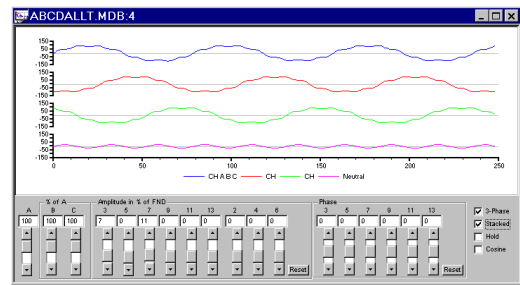 ABCDALLT.MDB:4
150
50
-50
-150
150
50
-50
-150
150
50
-50
-150
150
50
-50
-150
0 50 100 150 200 250
CH A B C CH CH Neutral
% of A Amplitude in % of FND Phase
A B C 3 5 7 9 11 13 2 4 6 3 5 7 9 11 13
100 100 100 7 0 11 0 0 0 0 0 0 0 0 0 0 0 0
3-Phase
Stacked
Hold
Cosine
Reset Reset